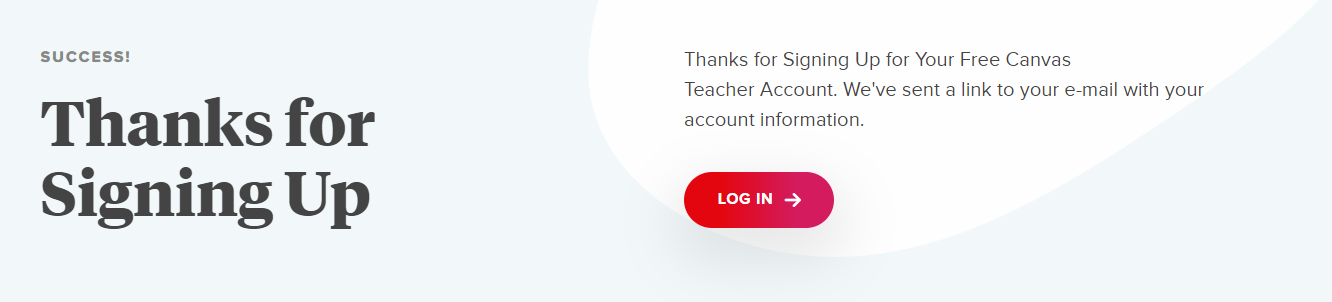 SUCCESS!
Thanks for
Signing Up
Thanks for Signing Up for Your Free Canvas
Teacher Account. We've sent a link to your e-mail with your
account information.
LOG IN →